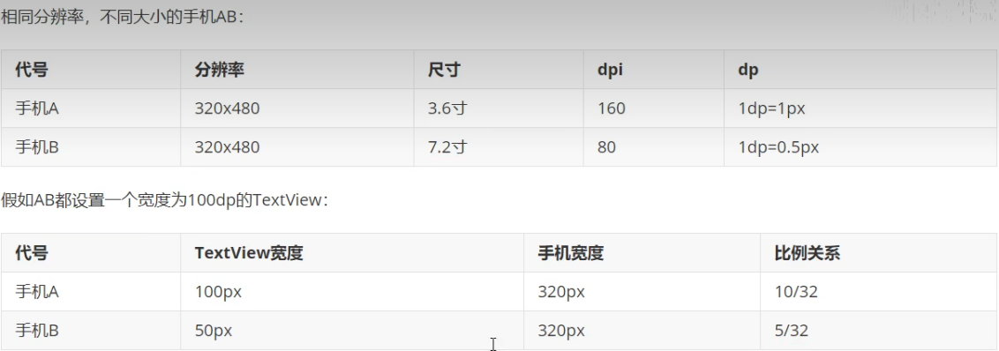 相同分辨率，不同大小的手机AB：
代号 分辨率 尺寸 dpi dp
手机A 320x480 3.6寸 160 1dp=1px
手机B 320x480 7.2寸 80 1dp=0.5px
假如AB都设置一个宽度为100dp的TextView：
代号 TextView宽度 手机宽度 比例关系
手机A 100px 320px 10/32
手机B 50px 320px 5/32